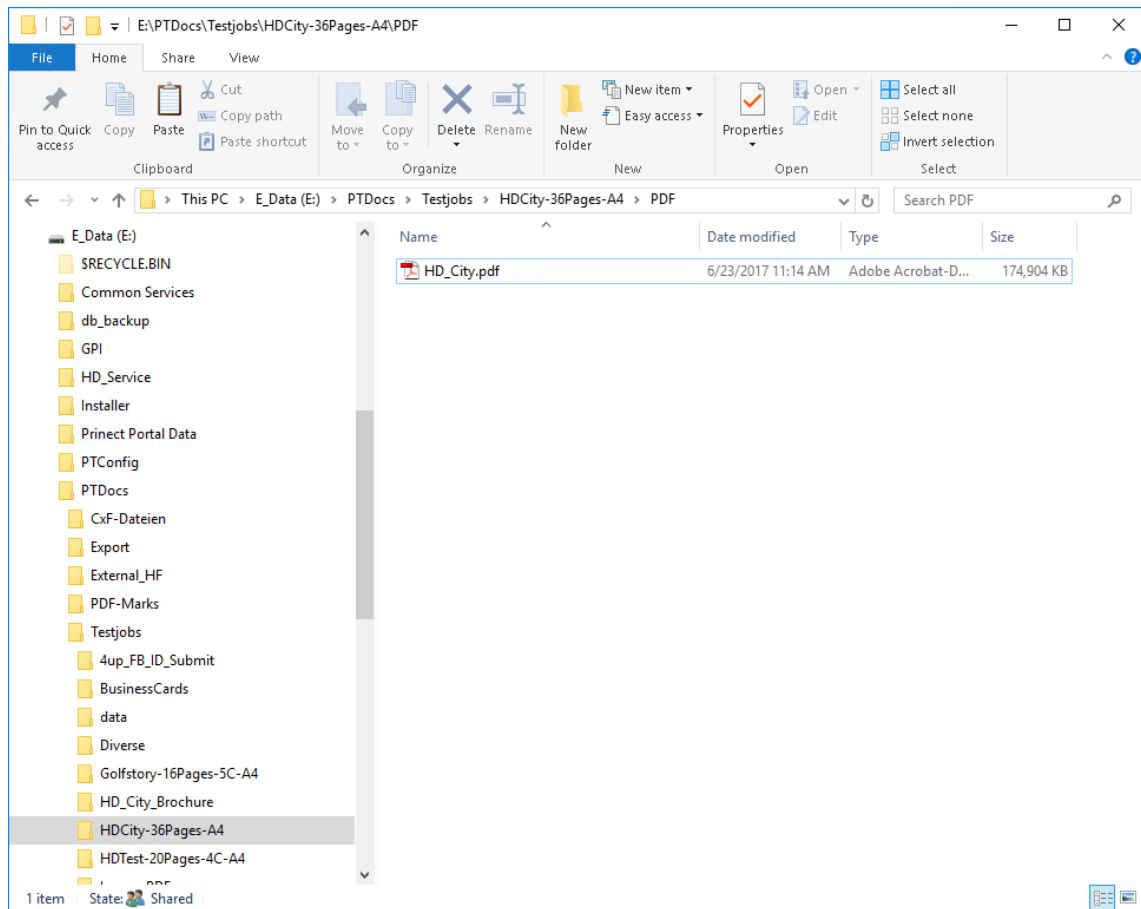 E:\PTDocs\Testjobs\HDCity-36Pages-A4\PDF
File Home Share View
Pin to Quick access
Copy
Paste
Cut
Copy path
Paste shortcut
Move to
Copy to
Delete
Rename
New folder
New item
Easy access
Properties
Open
Edit
Select all
Select none
Invert selection
Clipboard Organize New Open Select
This PC > E_Data (E:) > PTDocs > Testjobs > HDCity-36Pages-A4 > PDF
Search PDF
E_Data (E:)
$RECYCLE.BIN
Common Services
db_backup
GPI
HD_Service
Installer
Prinect Portal Data
PTConfig
PTDocs
CxF-Dateien
Export
External_HF
PDF-Marks
Testjobs
4up_FB_ID_Submit
BusinessCards
data
Diverse
Golfstory-16Pages-5C-A4
HD_City_Brochure
HDCity-36Pages-A4
HDTest-20Pages-4C-A4
Name Date modified Type Size
HD_City.pdf 6/23/2017 11:14 AM Adobe Acrobat-D... 174,904 KB
1 item State: Shared